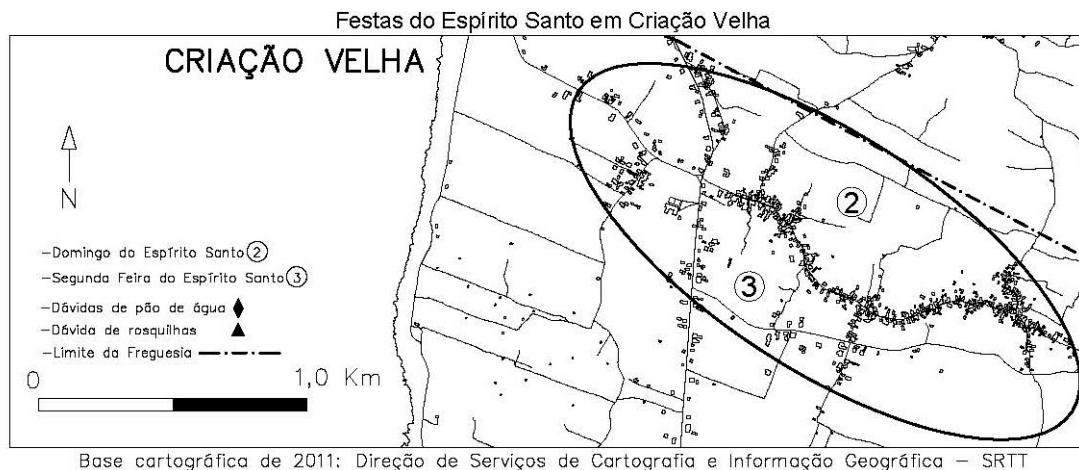 Festas do Espírito Santo em Criação Velha
CRIAÇÃO VELHA
N
—Domingo do Espírito Santo 2
—Segunda Feira do Espírito Santo 3
—Dávidas de pão de água
—Dávida de rosquilhas
—Limite da Freguesia
0 1,0 Km
2
3
Base cartográfica de 2011: Direção de Serviços de Cartografia e Informação Geográfica – SRTT